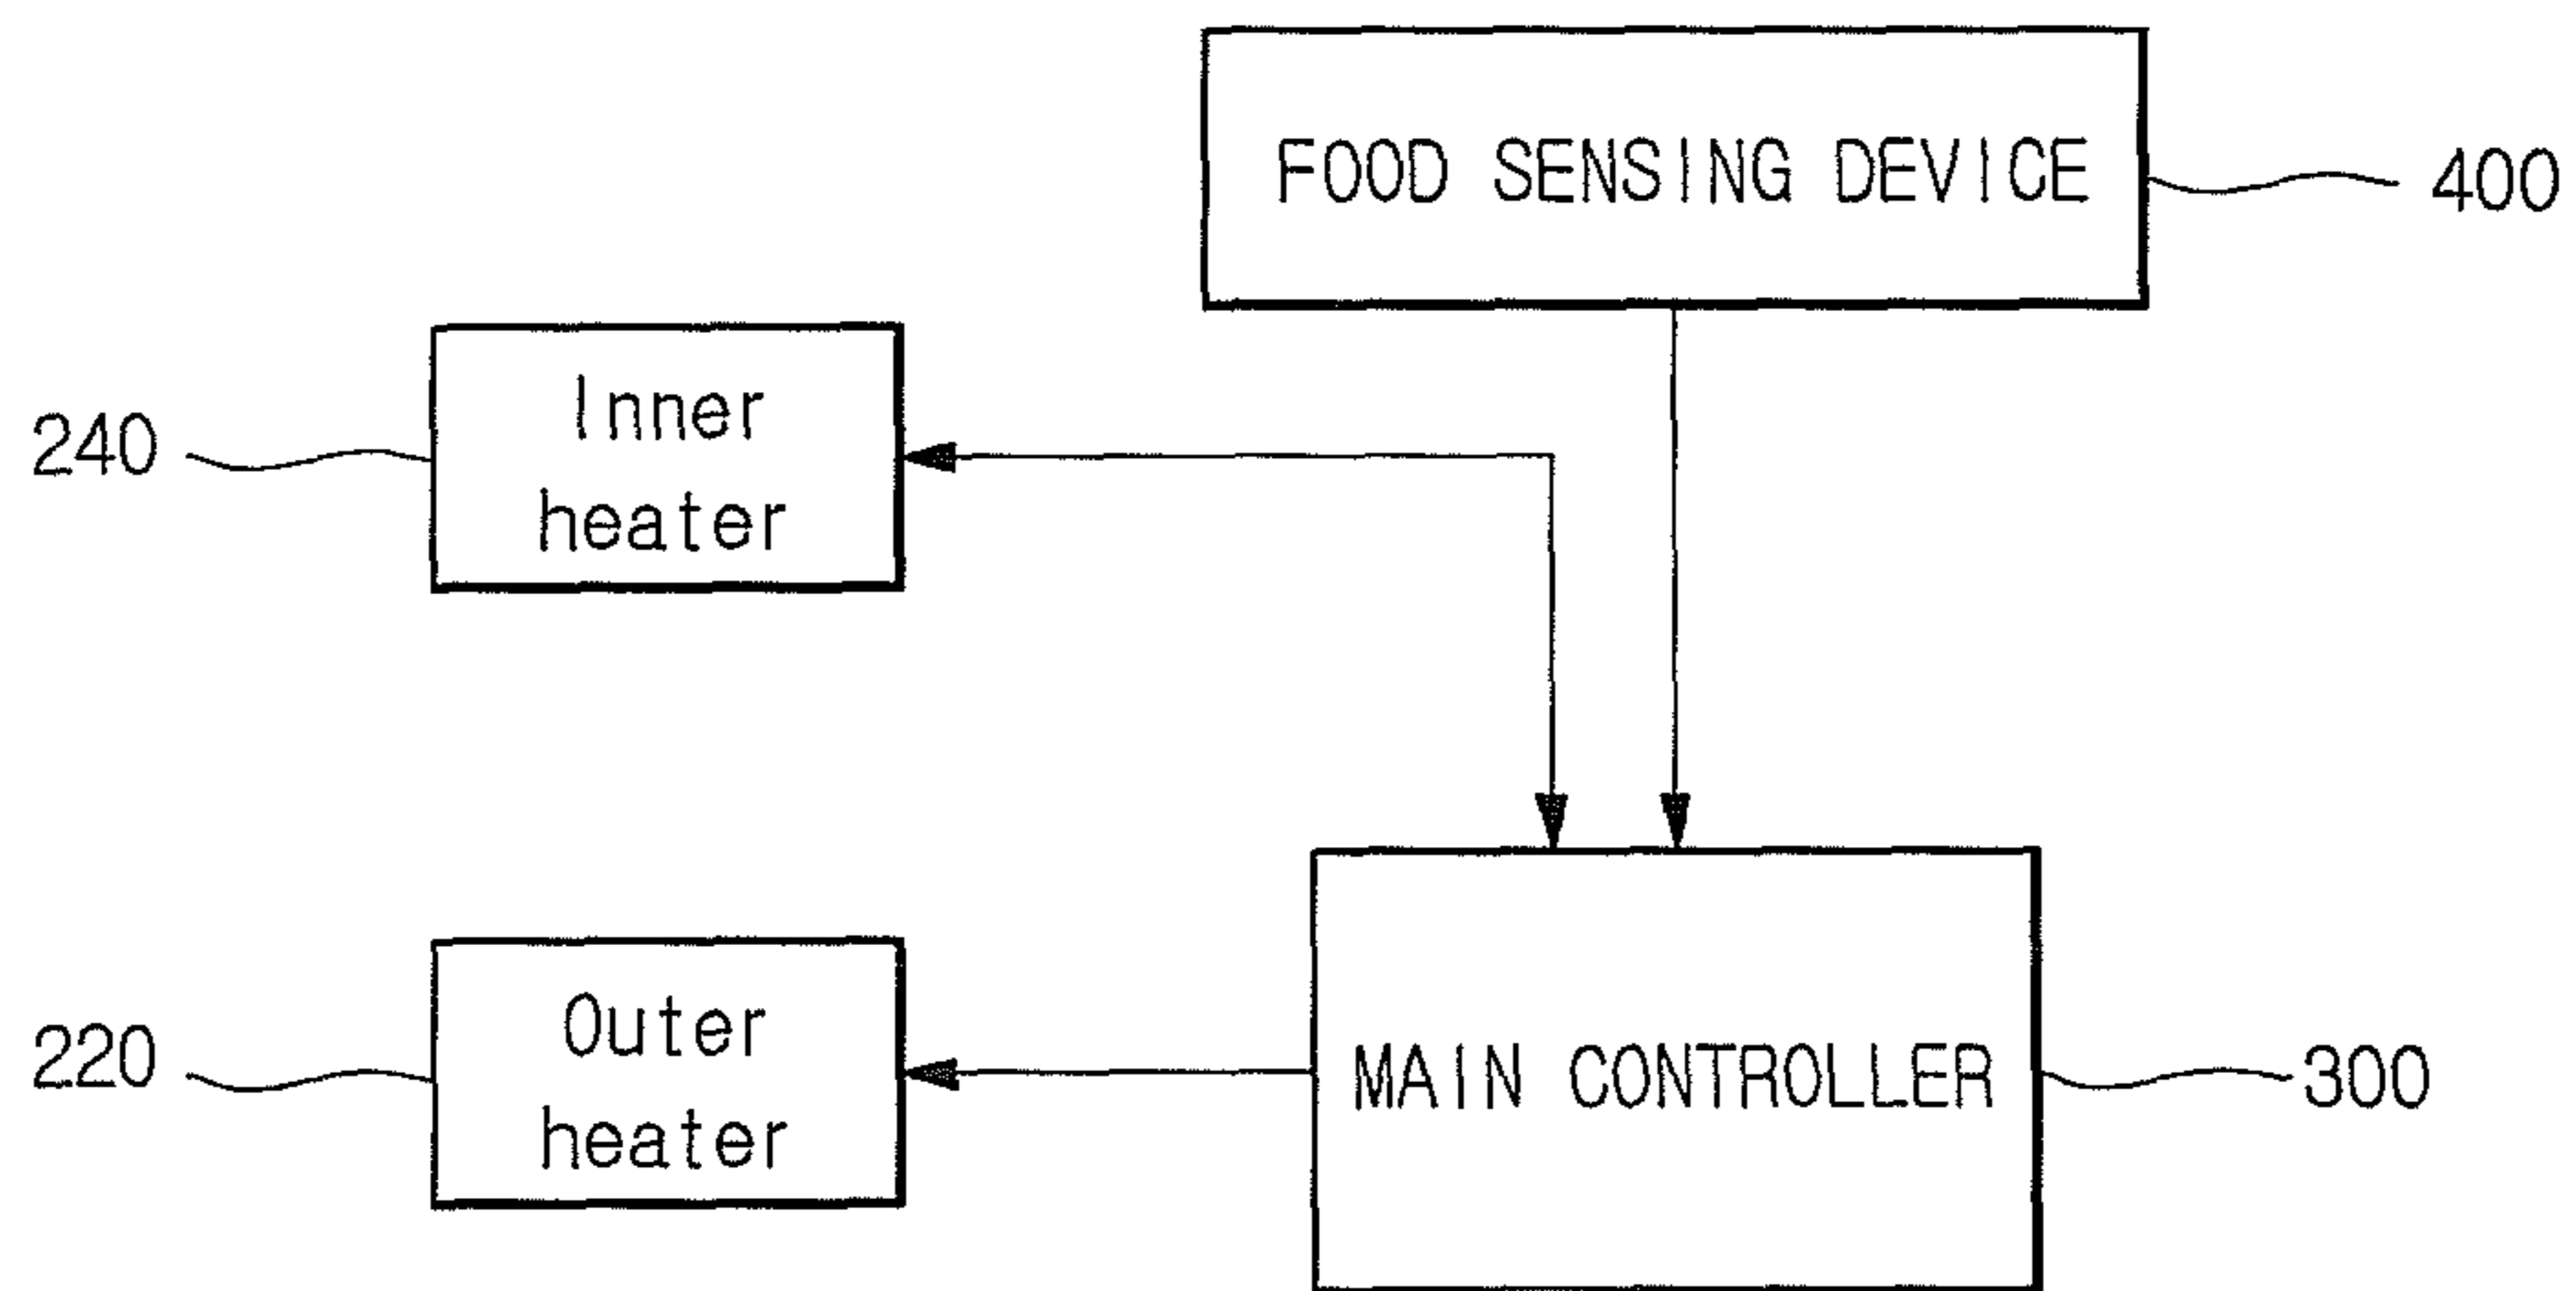 FOOD SENSING DEVICE
400
Inner
heater
240
Outer
heater
220
MAIN CONTROLLER
300